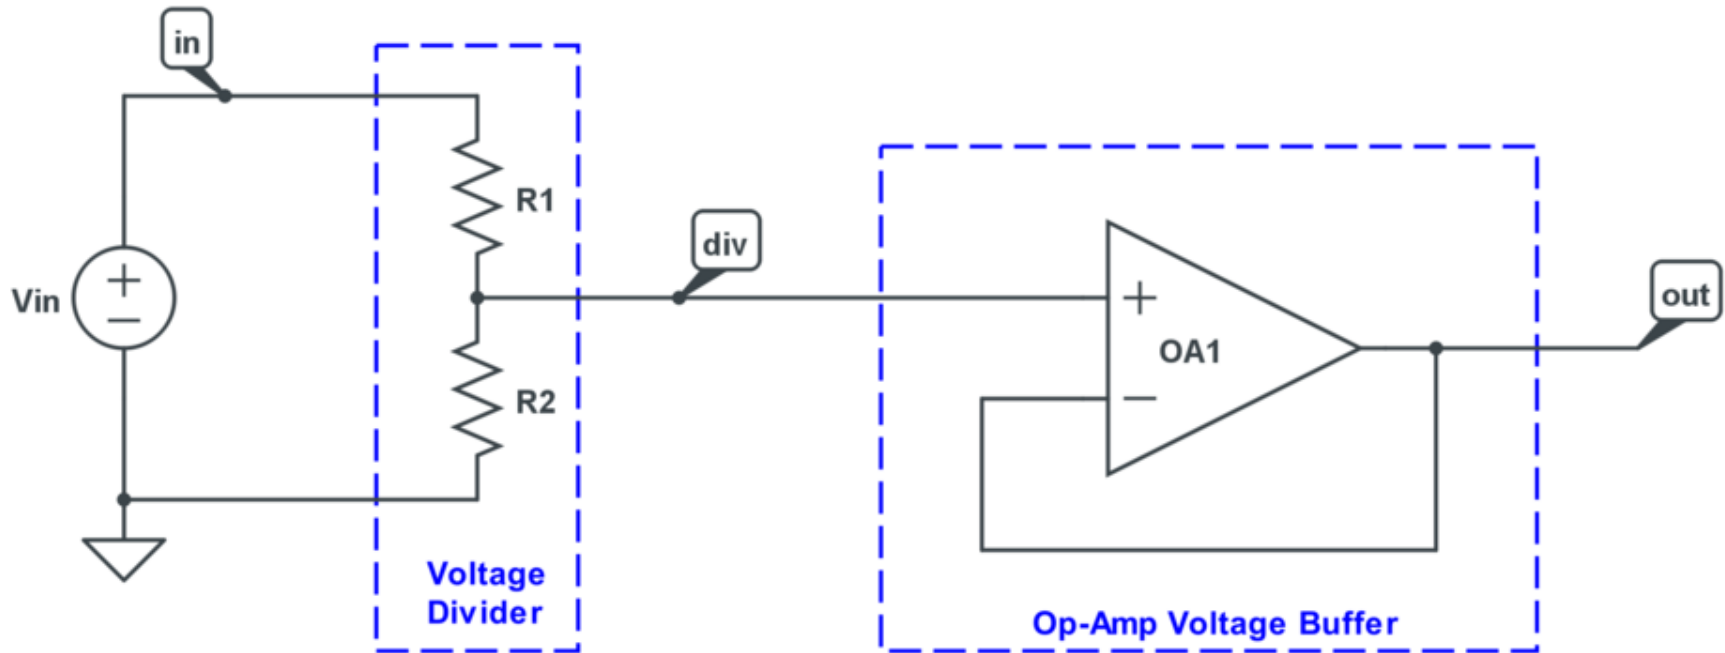 in
R1
div
Vin
out
OA1
R2
Voltage
Divider
Op-Amp Voltage Buffer